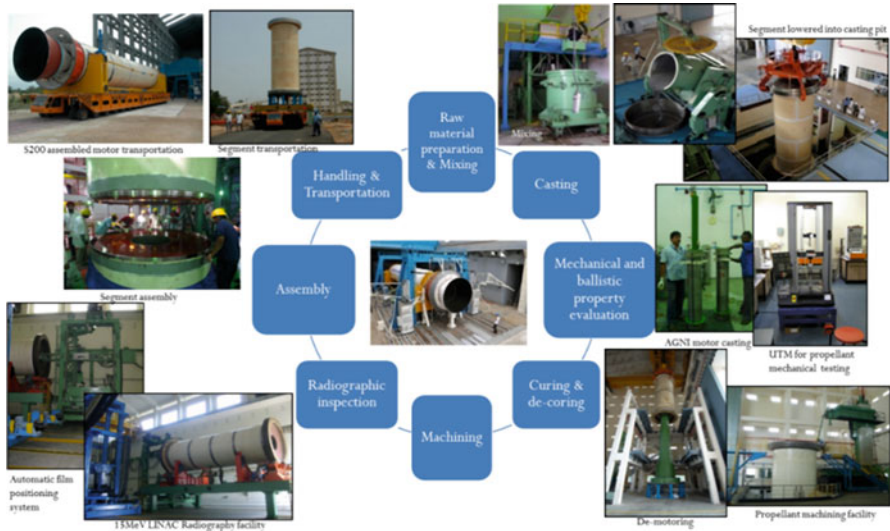 Segment lowered into casting pit
Mixing
S200 assembled motor transportation
Segment transportation
Raw
material
preparation
& Mixing
Handling &
Transportation
Casting
Segment assembly
Assembly
Mechanical and
ballistic
property
evaluation
AGNI motor casting
UTM for propellant
mechanical testing
Radiographic
inspection
Curing &
de-coring
Machining
Automatic film
positioning
system
15MeV LINAC Radiography facility
De-motoring
Propellant machining facility